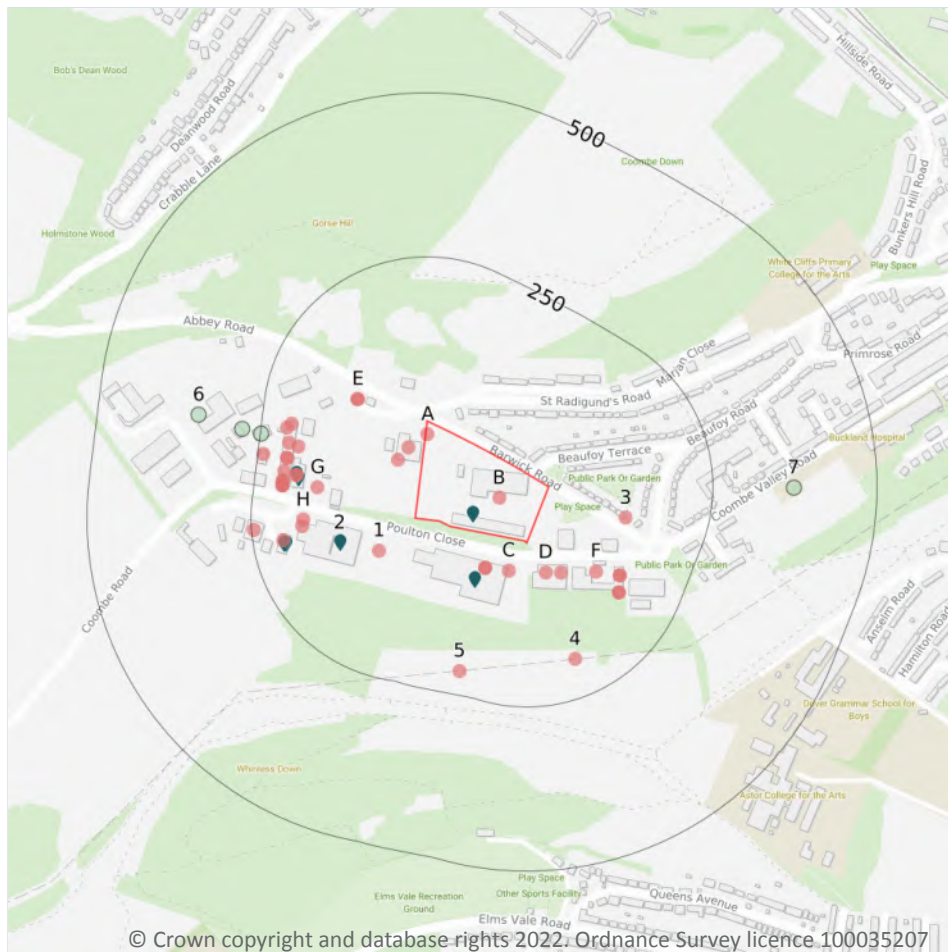 Hillside Road
Bob's Dean Wood
Deanwood Road
500
Coombe Down
Crabble Lane
Bunkers Hill Road
Gorse Hill
Holmstone Wood
White Cliffs Primary
College for the Arts
Play Space
250
Abbey Road
Primrose Road
Marjan Close
E
St Radigund's Road
6
A
Beaufoy Road
Barwick Road
Beaufoy Terrace
Buckland Hospital
Coombe Valley Road
G
B
Public Park Or Garden
7
H
Play Space
3
2
Poulton Close
1
C
D
F
Public Park Or Garden
Coombe Road
Anselm Road
Hamilton Road
5
4
Dover Grammar School for
Boys
Whinless Down
Astor College for the Arts
Play Space
Other Sports Facility
Elms Vale Recreation
Ground
Queens Avenue
Elms Vale Road
© Crown copyright and database rights 2022. Ordnance Survey licence 100035207